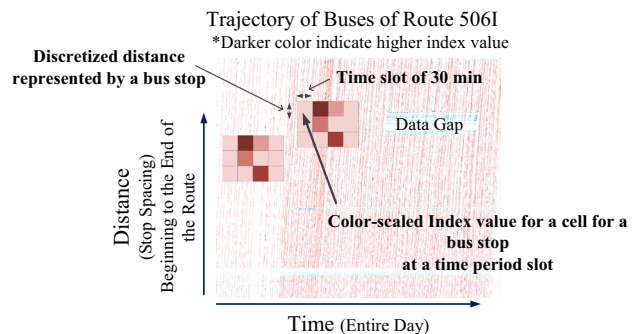 Trajectory of Buses of Route 506I
*Darker color indicate higher index value
Discretized distance
represented by a bus stop
Time slot of 30 min
Data Gap
Distance
(Stop Spacing)
Beginning to the End of
the Route
Color-scaled Index value for a cell for a
bus stop
at a time period slot
Time (Entire Day)